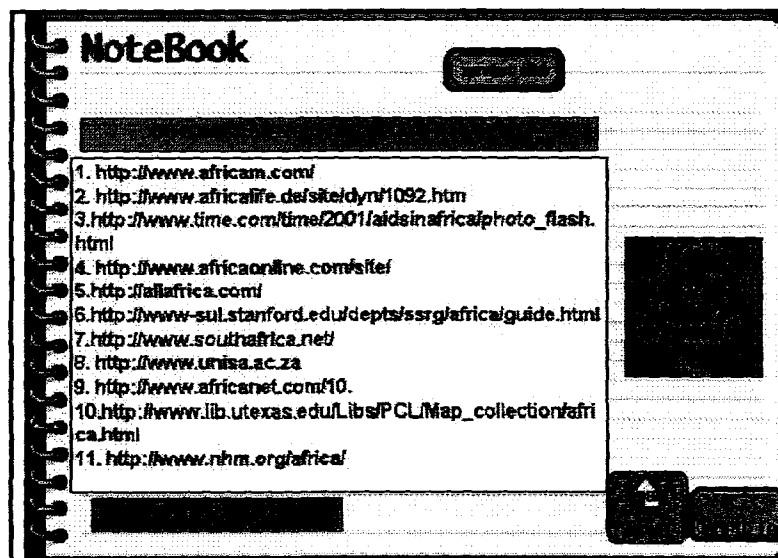 NoteBook
1. http://www.africam.com/
2. http://www.africalife.de/site/dyn/1092.htm
3.http://www.time.com/time/2001/aidsinafrica/photo_flash.
html
4. http://www.africaonline.com/site/
5.http://allafrica.com/
6.http://www-sul.stanford.edu/depts/ssrg/africa/guide.html
7.http://www.southafrica.net/
8. http://www.unisa.ac.za
9. http://www.africanet.com/10.
10.http://www.lib.utexas.edu/Libs/PCL/Map_collection/afri
ca.html
11. http://www.nhm.org/africa/